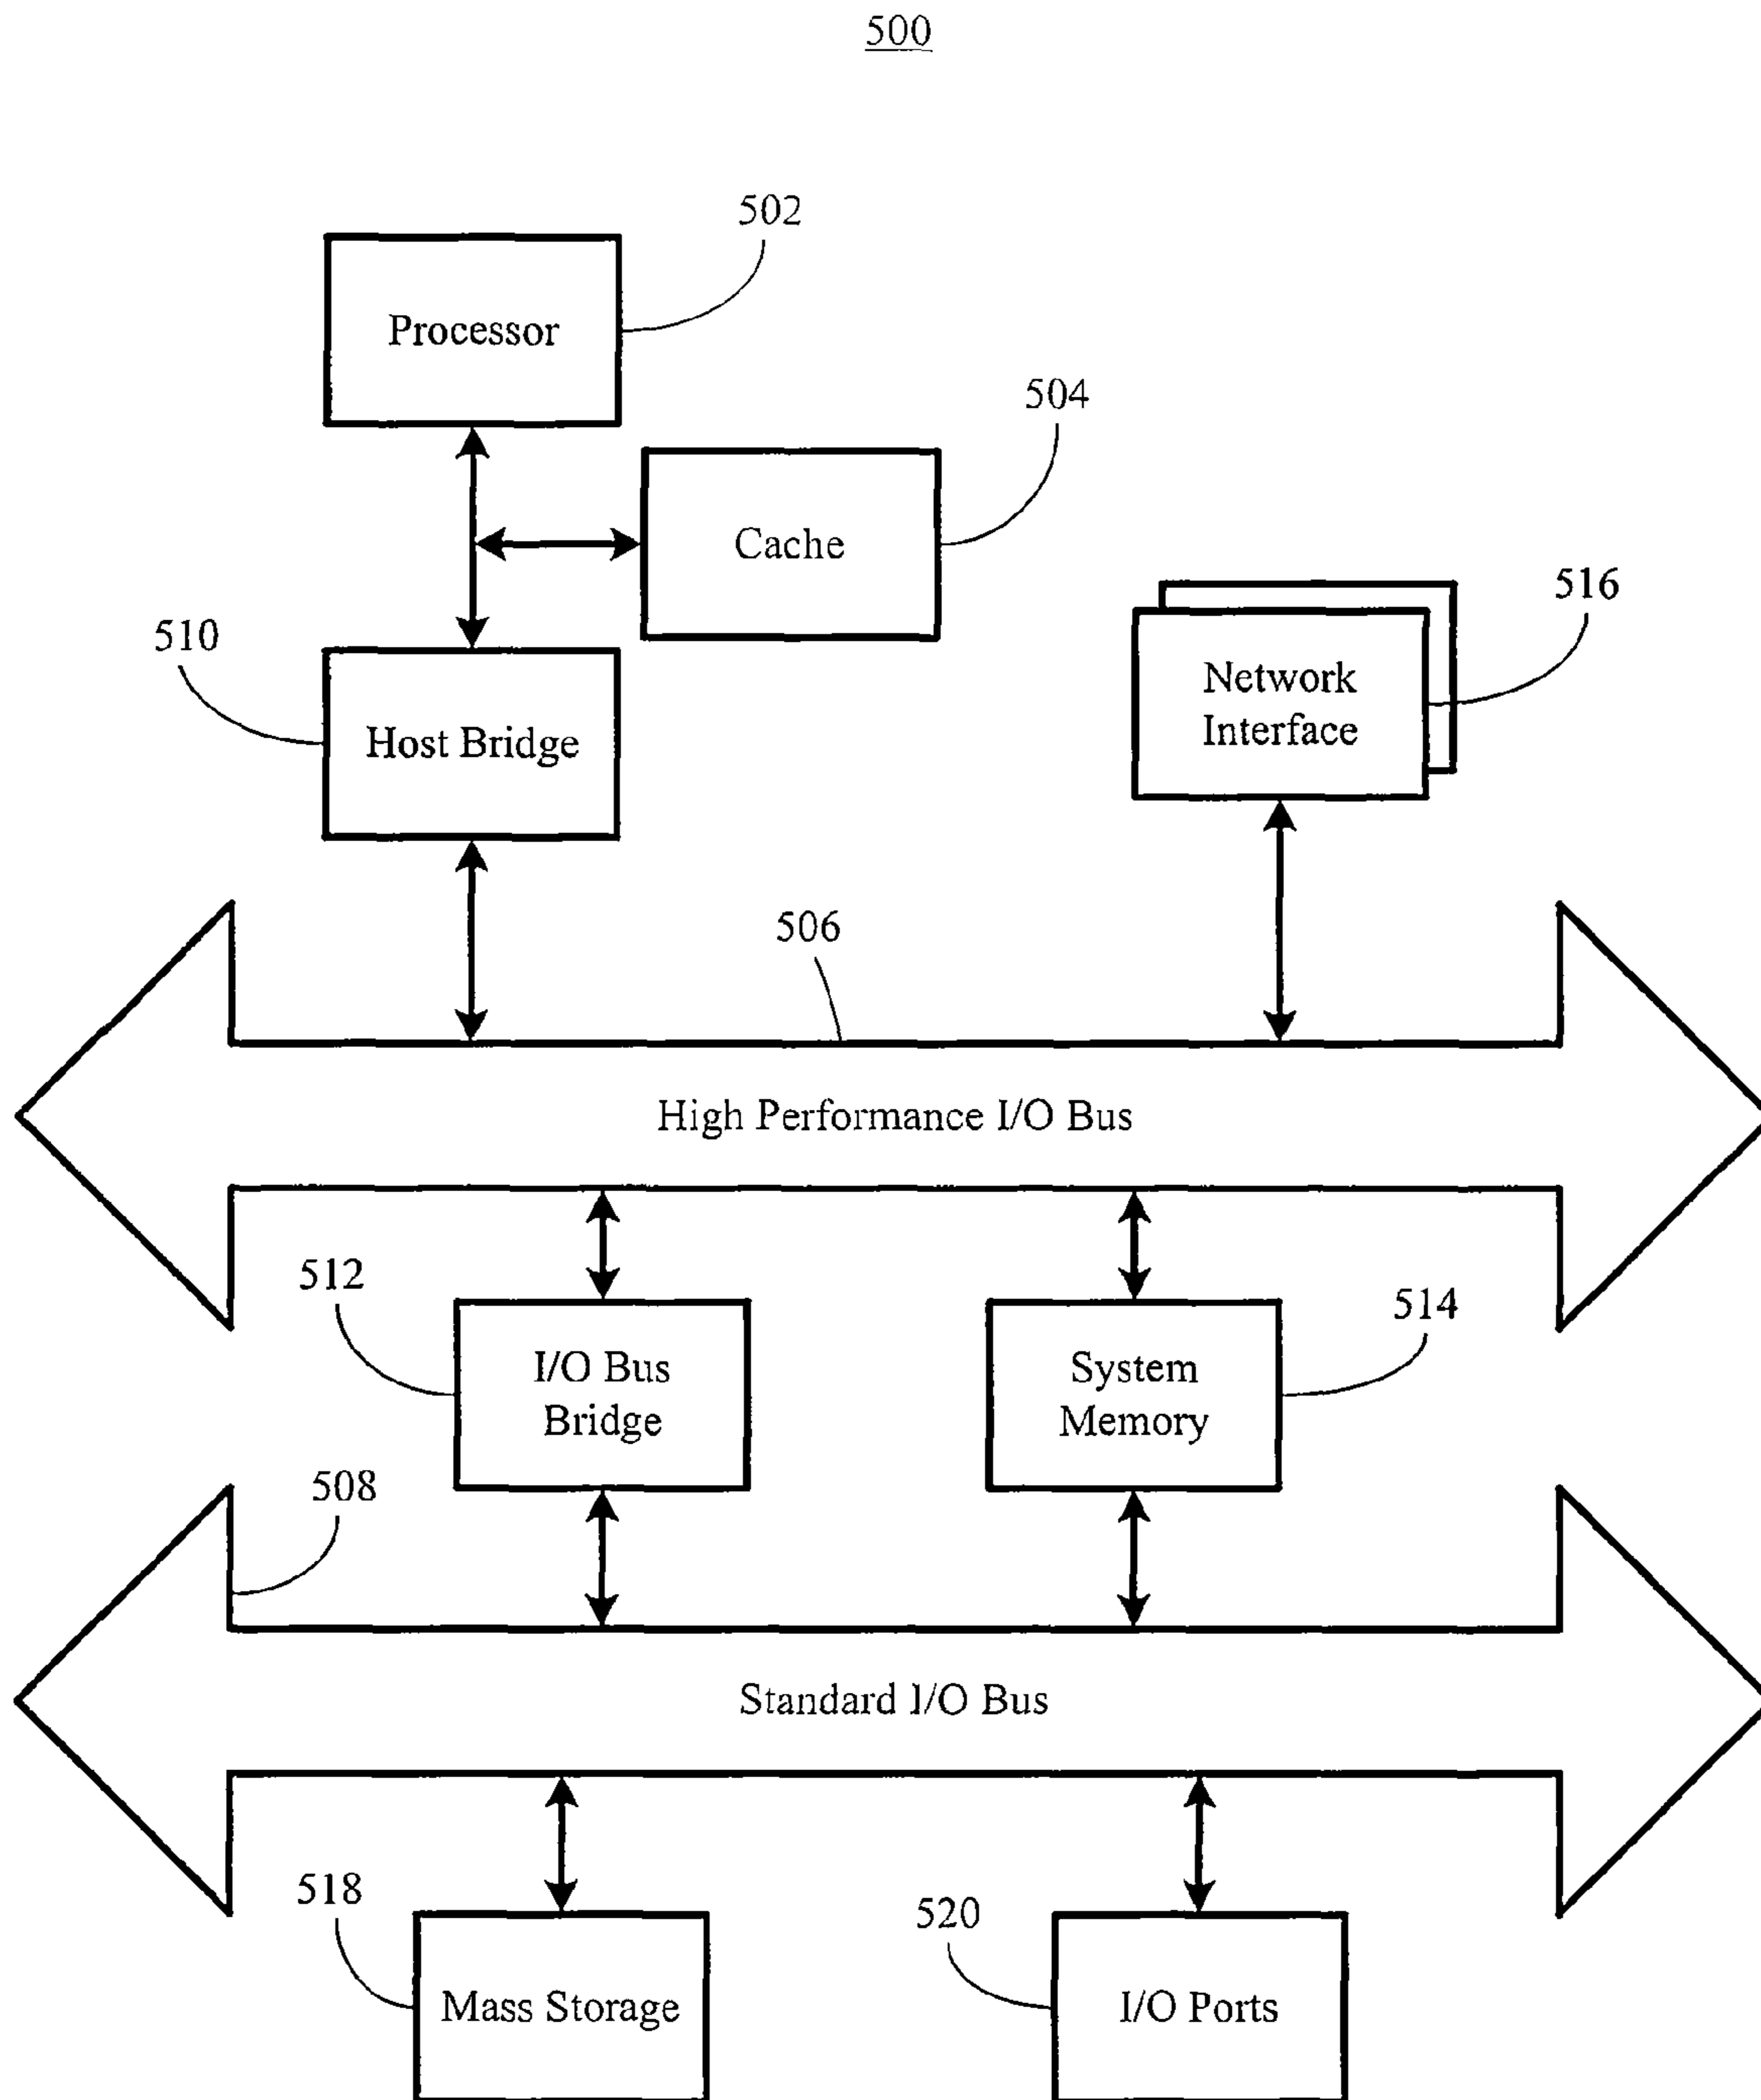 500
502
Processor
504
Cache
516
510
Network
Interface
Host Bridge
506
High Performance I/O Bus
512
514
I/O Bus
Bridge
System
Memory
508
Standard I/O Bus
518
520
Mass Storage
I/O Ports